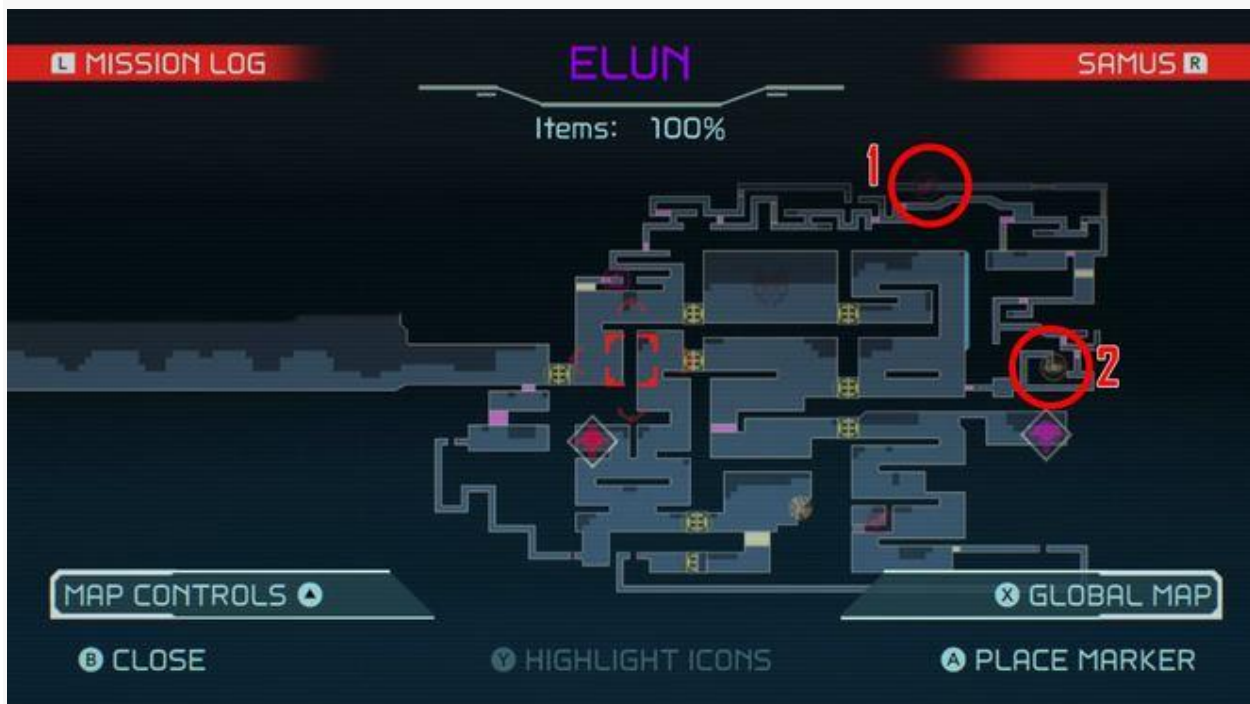 L MISSION LOG
ELUN
SAMUS R
Items: 100%
1
2
MAP CONTROLS
X GLOBAL MAP
B CLOSE
Y HIGHLIGHT ICONS
A PLACE MARKER